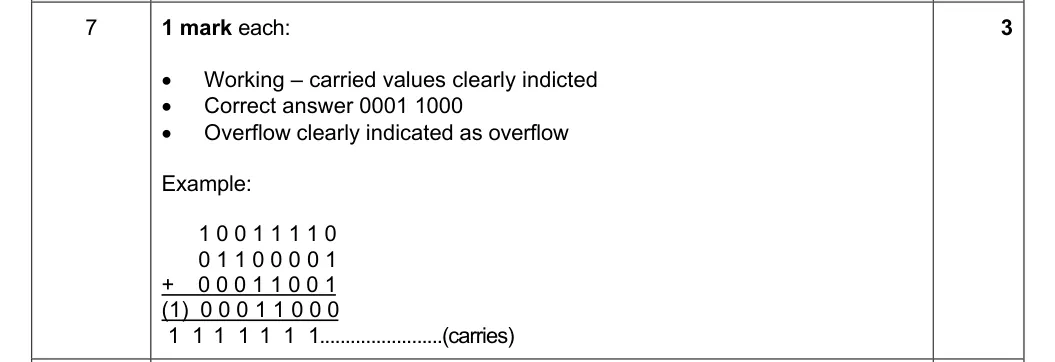 7 1 mark each: 3
• Working – carried values clearly indicted
• Correct answer 0001 1000
• Overflow clearly indicated as overflow
Example:
1 0 0 1 1 1 1 0
0 1 1 0 0 0 0 1
+ 0 0 0 1 1 0 0 1
(1) 0 0 0 1 1 0 0 0
1 1 1 1 1 1 1........................(carries)